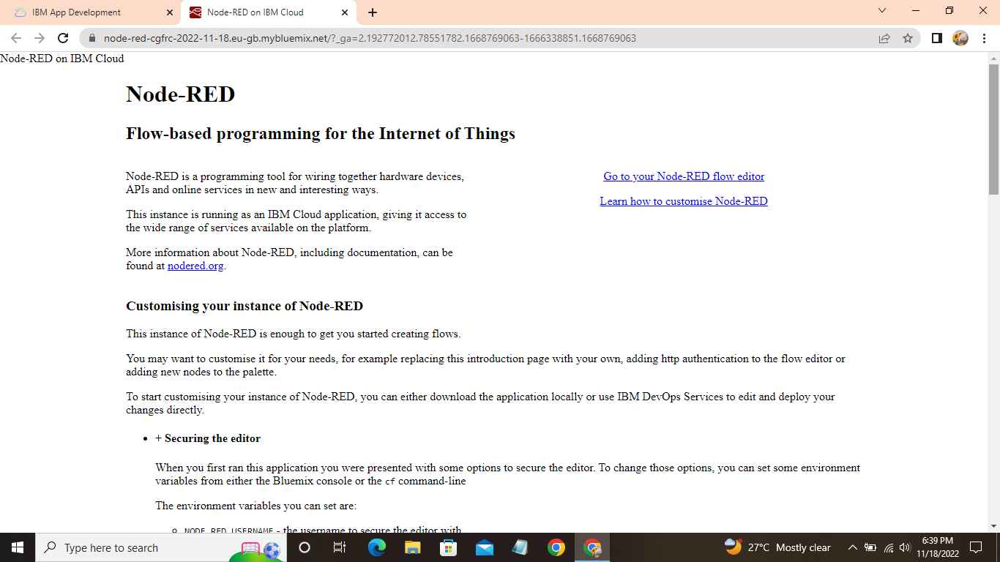 IBM App Development
Node-RED on IBM Cloud
node-red-cgfrc-2022-11-18.eu-gb.mybluemix.net/?_ga=2.192772012.78551782.1668769063-1666338851.1668769063
Node-RED on IBM Cloud
Node-RED
Flow-based programming for the Internet of Things
Node-RED is a programming tool for wiring together hardware devices,
APIs and online services in new and interesting ways.
This instance is running as an IBM Cloud application, giving it access to
the wide range of services available on the platform.
More information about Node-RED, including documentation, can be
found at nodered.org.
Go to your Node-RED flow editor
Learn how to customise Node-RED
Customising your instance of Node-RED
This instance of Node-RED is enough to get you started creating flows.
You may want to customise it for your needs, for example replacing this introduction page with your own, adding http authentication to the flow editor or
adding new nodes to the palette.
To start customising your instance of Node-RED, you can either download the application locally or use IBM DevOps Services to edit and deploy your
changes directly.
• + Securing the editor
When you first ran this application you were presented with some options to secure the editor. To change those options, you can set some environment
variables from either the Bluemix console or the cf command-line
The environment variables you can set are:
NODE_RED_USERNAME - the username to secure the editor with
Type here to search
27°C Mostly clear
6:39 PM
11/18/2022